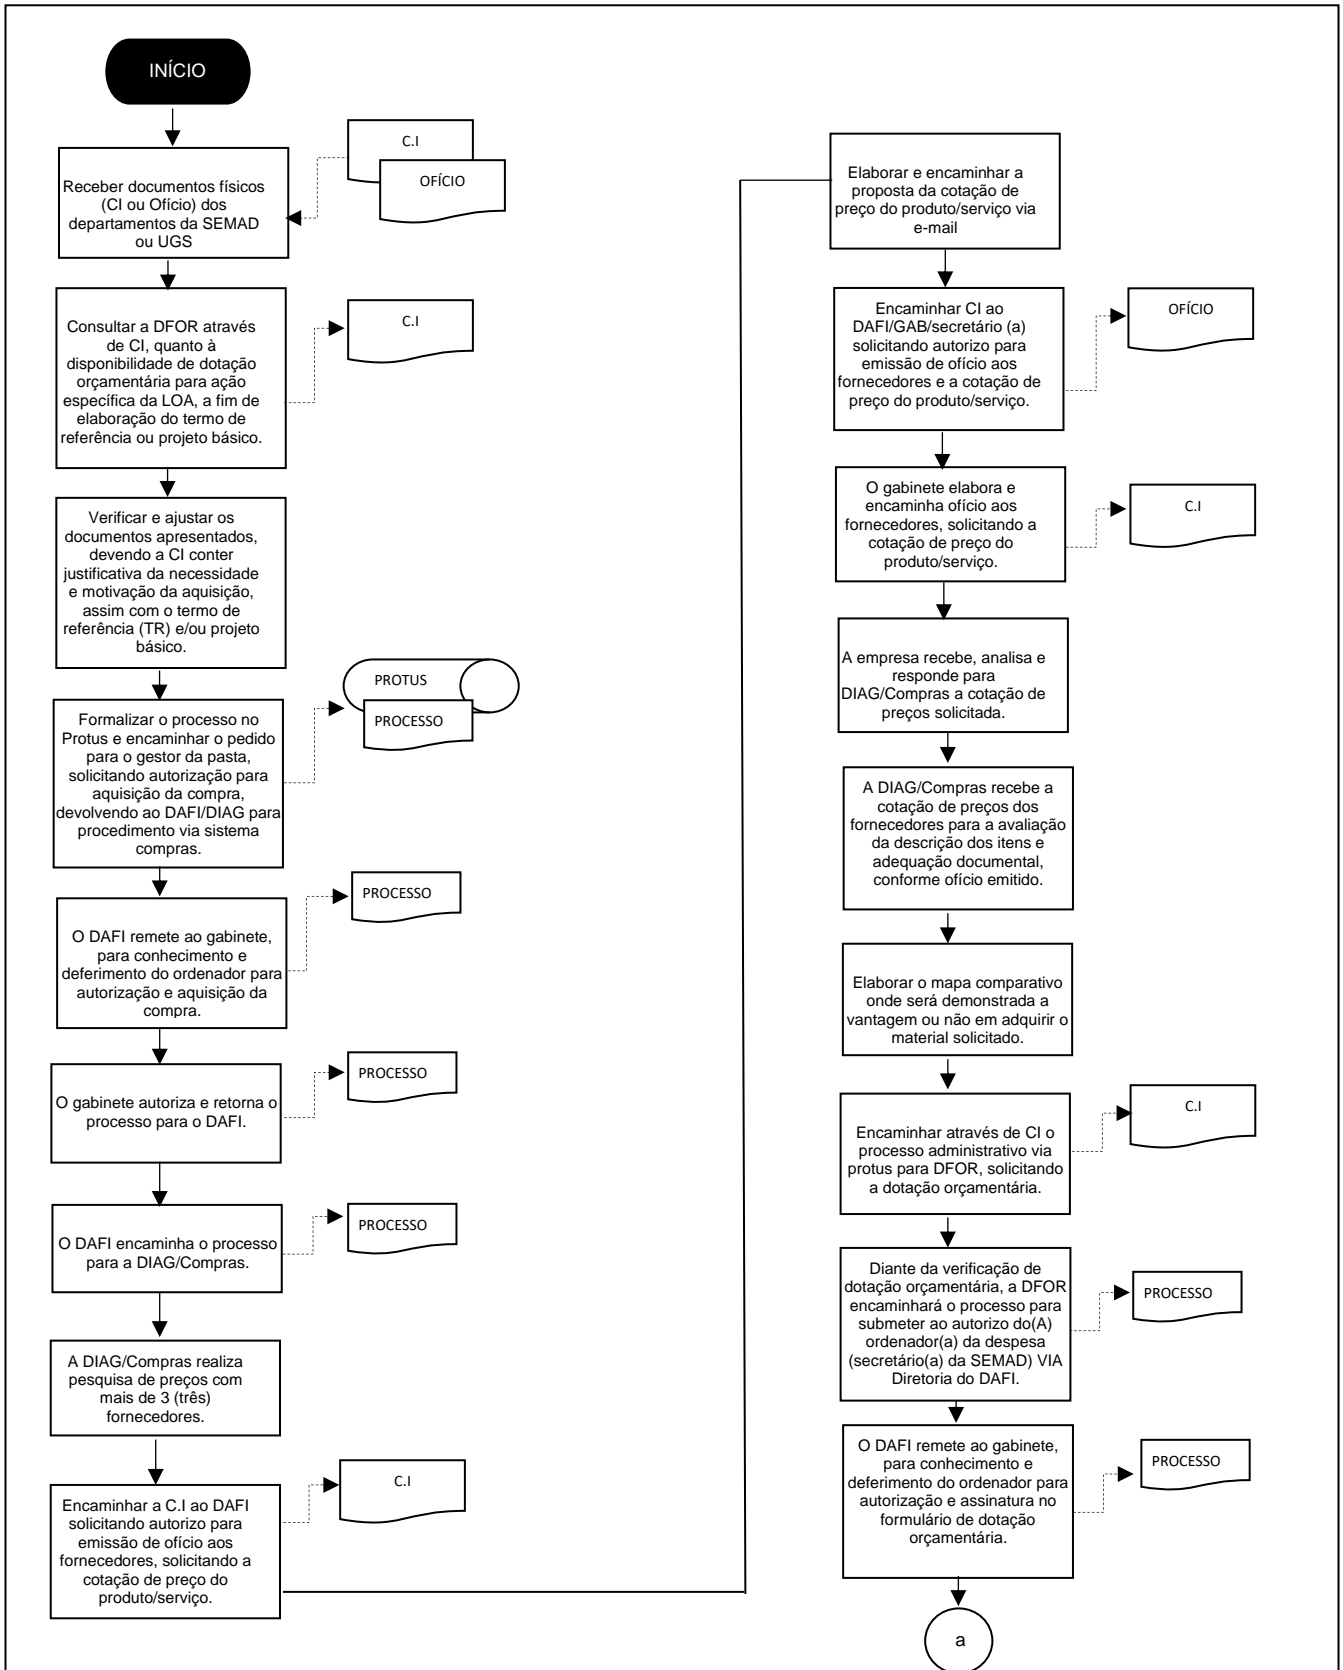 INÍCIO
C.I
OFÍCIO
Receber documentos físicos
(CI ou Ofício) dos
departamentos da SEMAD
ou UGS
Consultar a DFOR através
de CI, quanto à
disponibilidade de dotação
orçamentária para ação
específica da LOA, a fim de
elaboração do termo de
referência ou projeto básico.
C.I
Verificar e ajustar os
documentos apresentados,
devendo a CI conter
justificativa da necessidade
e motivação da aquisição,
assim com o termo de
referência (TR) e/ou projeto
básico.
Formalizar o processo no
Protus e encaminhar o pedido
para o gestor da pasta,
solicitando autorização para
aquisição da compra,
devolvendo ao DAFI/DIAG para
procedimento via sistema
compras.
PROTUS
PROCESSO
O DAFI remete ao gabinete,
para conhecimento e
deferimento do ordenador para
autorização e aquisição da
compra.
PROCESSO
O gabinete autoriza e retorna o
processo para o DAFI.
PROCESSO
O DAFI encaminha o processo
para a DIAG/Compras.
PROCESSO
A DIAG/Compras realiza
pesquisa de preços com
mais de 3 (três)
fornecedores.
Encaminhar a C.I ao DAFI
solicitando autorizo para
emissão de ofício aos
fornecedores, solicitando a
cotação de preço do
produto/serviço.
C.I
Elaborar e encaminhar a
proposta da cotação de
preço do produto/serviço via
e-mail
Encaminhar CI ao
DAFI/GAB/secretário (a)
solicitando autorizo para
emissão de ofício aos
fornecedores e a cotação de
preço do produto/serviço.
OFÍCIO
O gabinete elabora e
encaminha ofício aos
fornecedores, solicitando a
cotação de preço do
produto/serviço.
C.I
A empresa recebe, analisa e
responde para
DIAG/Compras a cotação de
preços solicitada.
A DIAG/Compras recebe a
cotação de preços dos
fornecedores para a avaliação
da descrição dos itens e
adequação documental,
conforme ofício emitido.
Elaborar o mapa comparativo
onde será demonstrada a
vantagem ou não em adquirir o
material solicitado.
Encaminhar através de CI o
processo administrativo via
protus para DFOR, solicitando
a dotação orçamentária.
C.I
Diante da verificação de
dotação orçamentária, a DFOR
encaminhará o processo para
submeter ao autorizo do(A)
ordenador(a) da despesa
(secretário(a) da SEMAD) VIA
Diretoria do DAFI.
PROCESSO
O DAFI remete ao gabinete,
para conhecimento e
deferimento do ordenador para
autorização e assinatura no
formulário de dotação
orçamentária.
PROCESSO
a